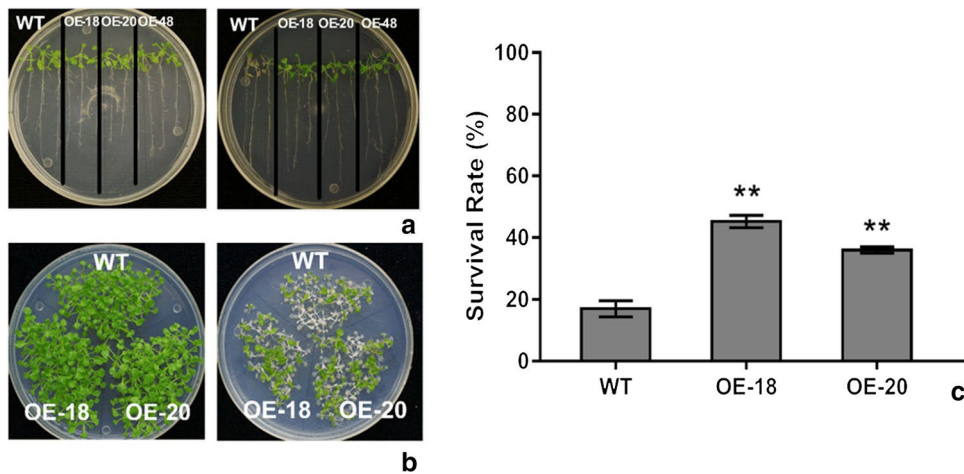 WT OE-18 OE-20 OE-48
WT OE-18 OE-20 OE-48
a
WT
OE-18 OE-20
WT
OE-18 OE-20
b
100
80
60
40
20
0
Survival Rate (%)
**
**
WT OE-18 OE-20
c